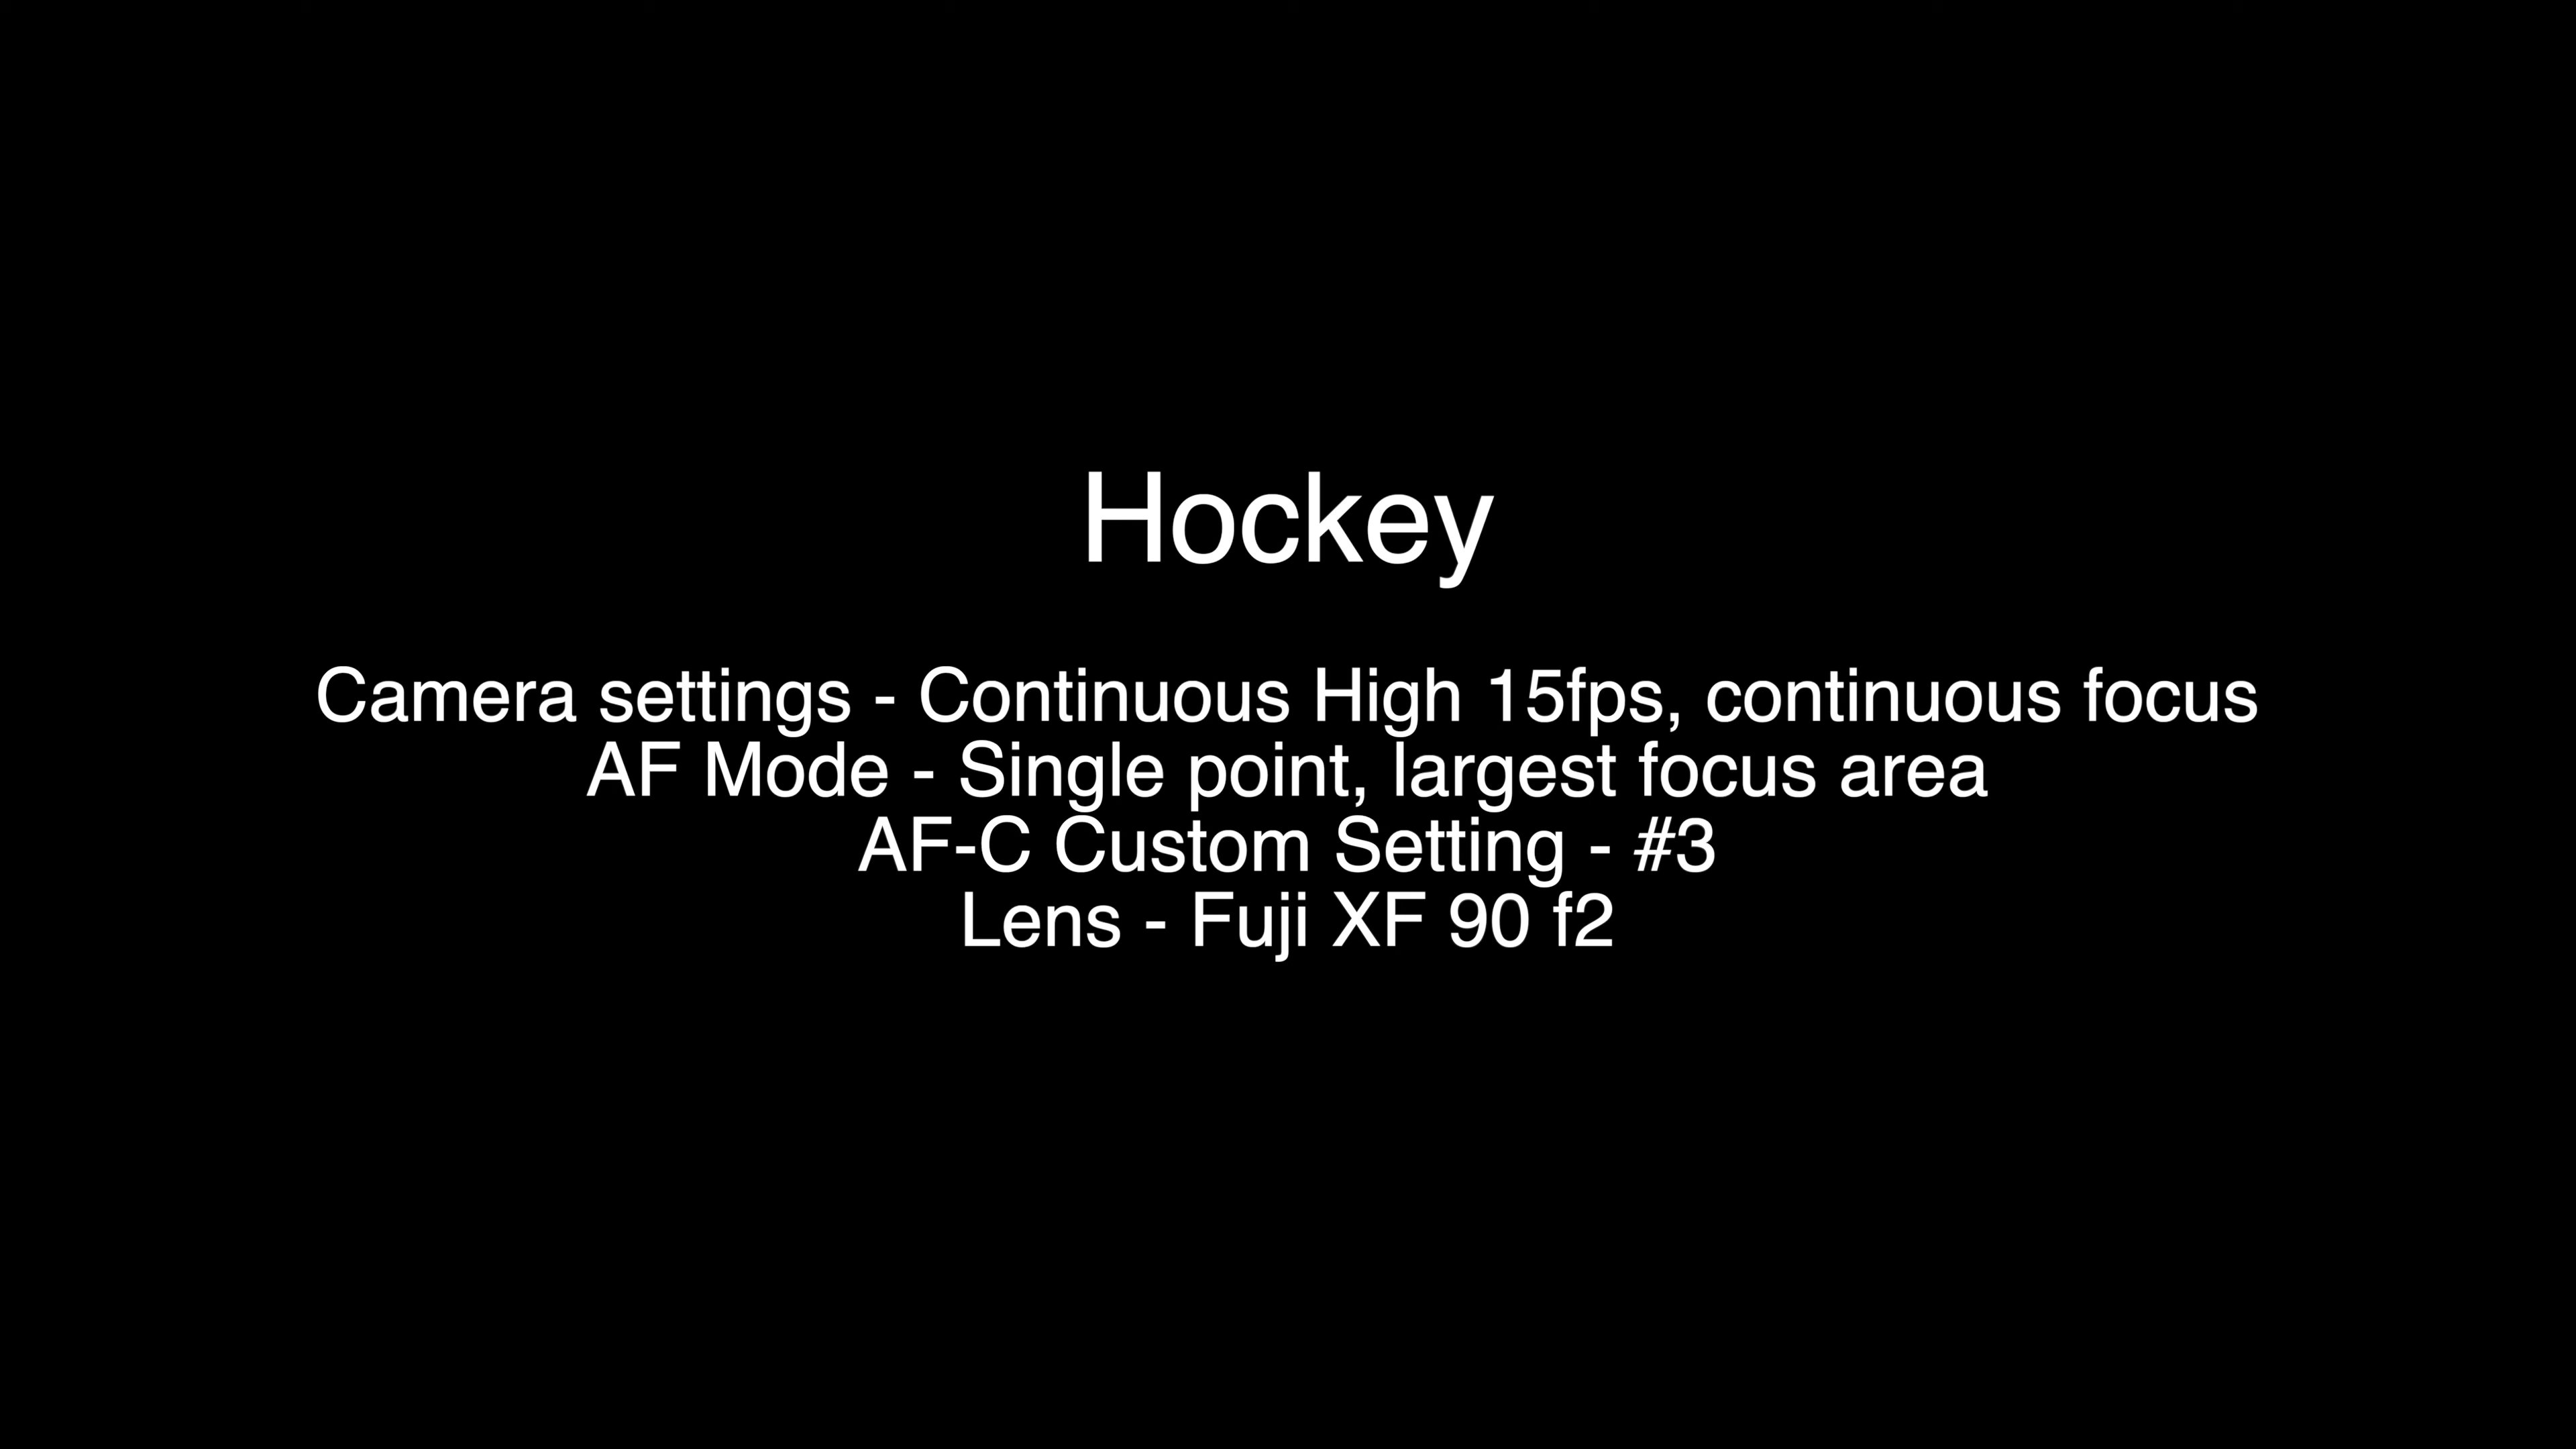 Hockey
Camera settings - Continuous High 15fps, continuous focus
AF Mode - Single point, largest focus area
AF-C Custom Setting - #3
Lens - Fuji XF 90 f2